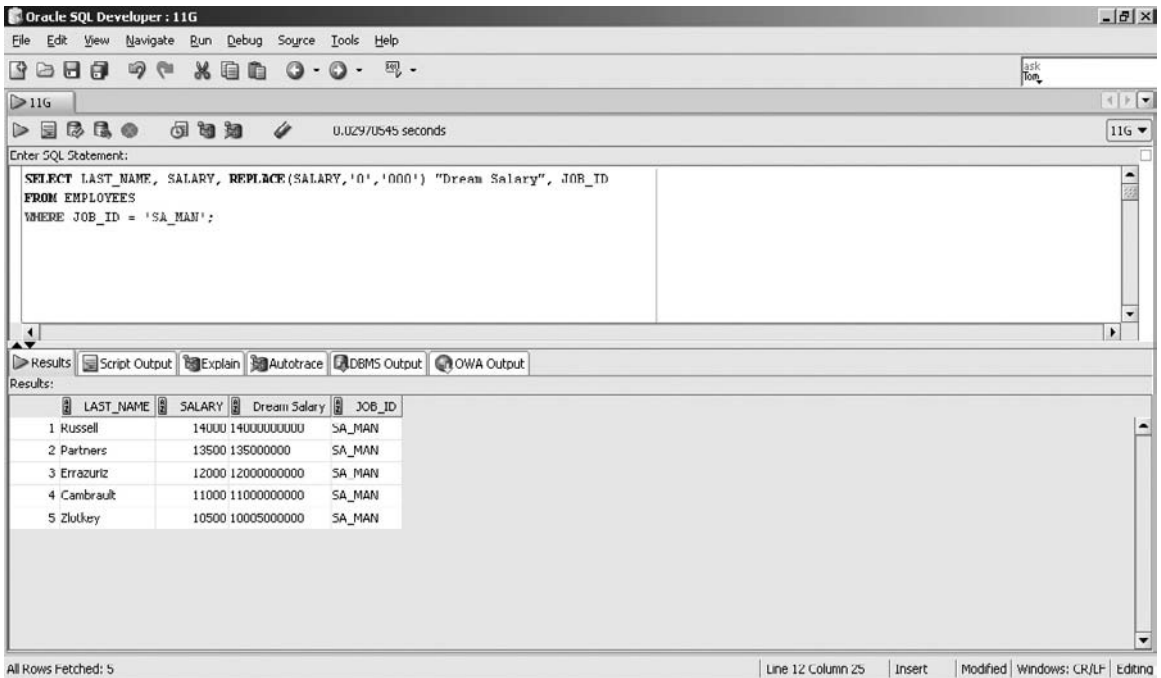 Oracle SQL Developer : 11G
File Edit View Navigate Run Debug Source Tools Help
ask
Tom
11G
0.02970545 seconds
11G
Enter SQL Statement:
SELECT LAST_NAME, SALARY, REPLACE(SALARY,'0','000') "Dream Salary", JOB_ID
FROM EMPLOYEES
WHERE JOB_ID = 'SA_MAN';
Results Script Output Explain Autotrace DBMS Output OWA Output
Results:
LAST_NAME SALARY Dream Salary JOB_ID
1 Russell 14000 14000000000 SA_MAN
2 Partners 13500 135000000 SA_MAN
3 Errazuriz 12000 12000000000 SA_MAN
4 Cambrault 11000 11000000000 SA_MAN
5 Zlotkey 10500 10005000000 SA_MAN
All Rows Fetched: 5 Line 12 Column 25 Insert Modified Windows: CR/LF Editing